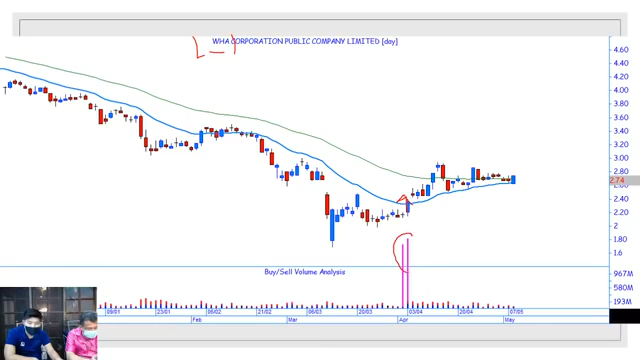 WHA CORPORATION PUBLIC COMPANY LIMITED [day]
4.60
4.40
4.20
4.00
3.80
3.60
3.40
3.20
3.00
2.80
2.74
2.60
2.40
2.20
2
1.80
1.6
Buy/Sell Volume Analysis
967M
580M
193M
09/01
23/01
07/02
21/02
06/03
20/03
03/04
20/04
07/05
Feb
Mar
Apr
May